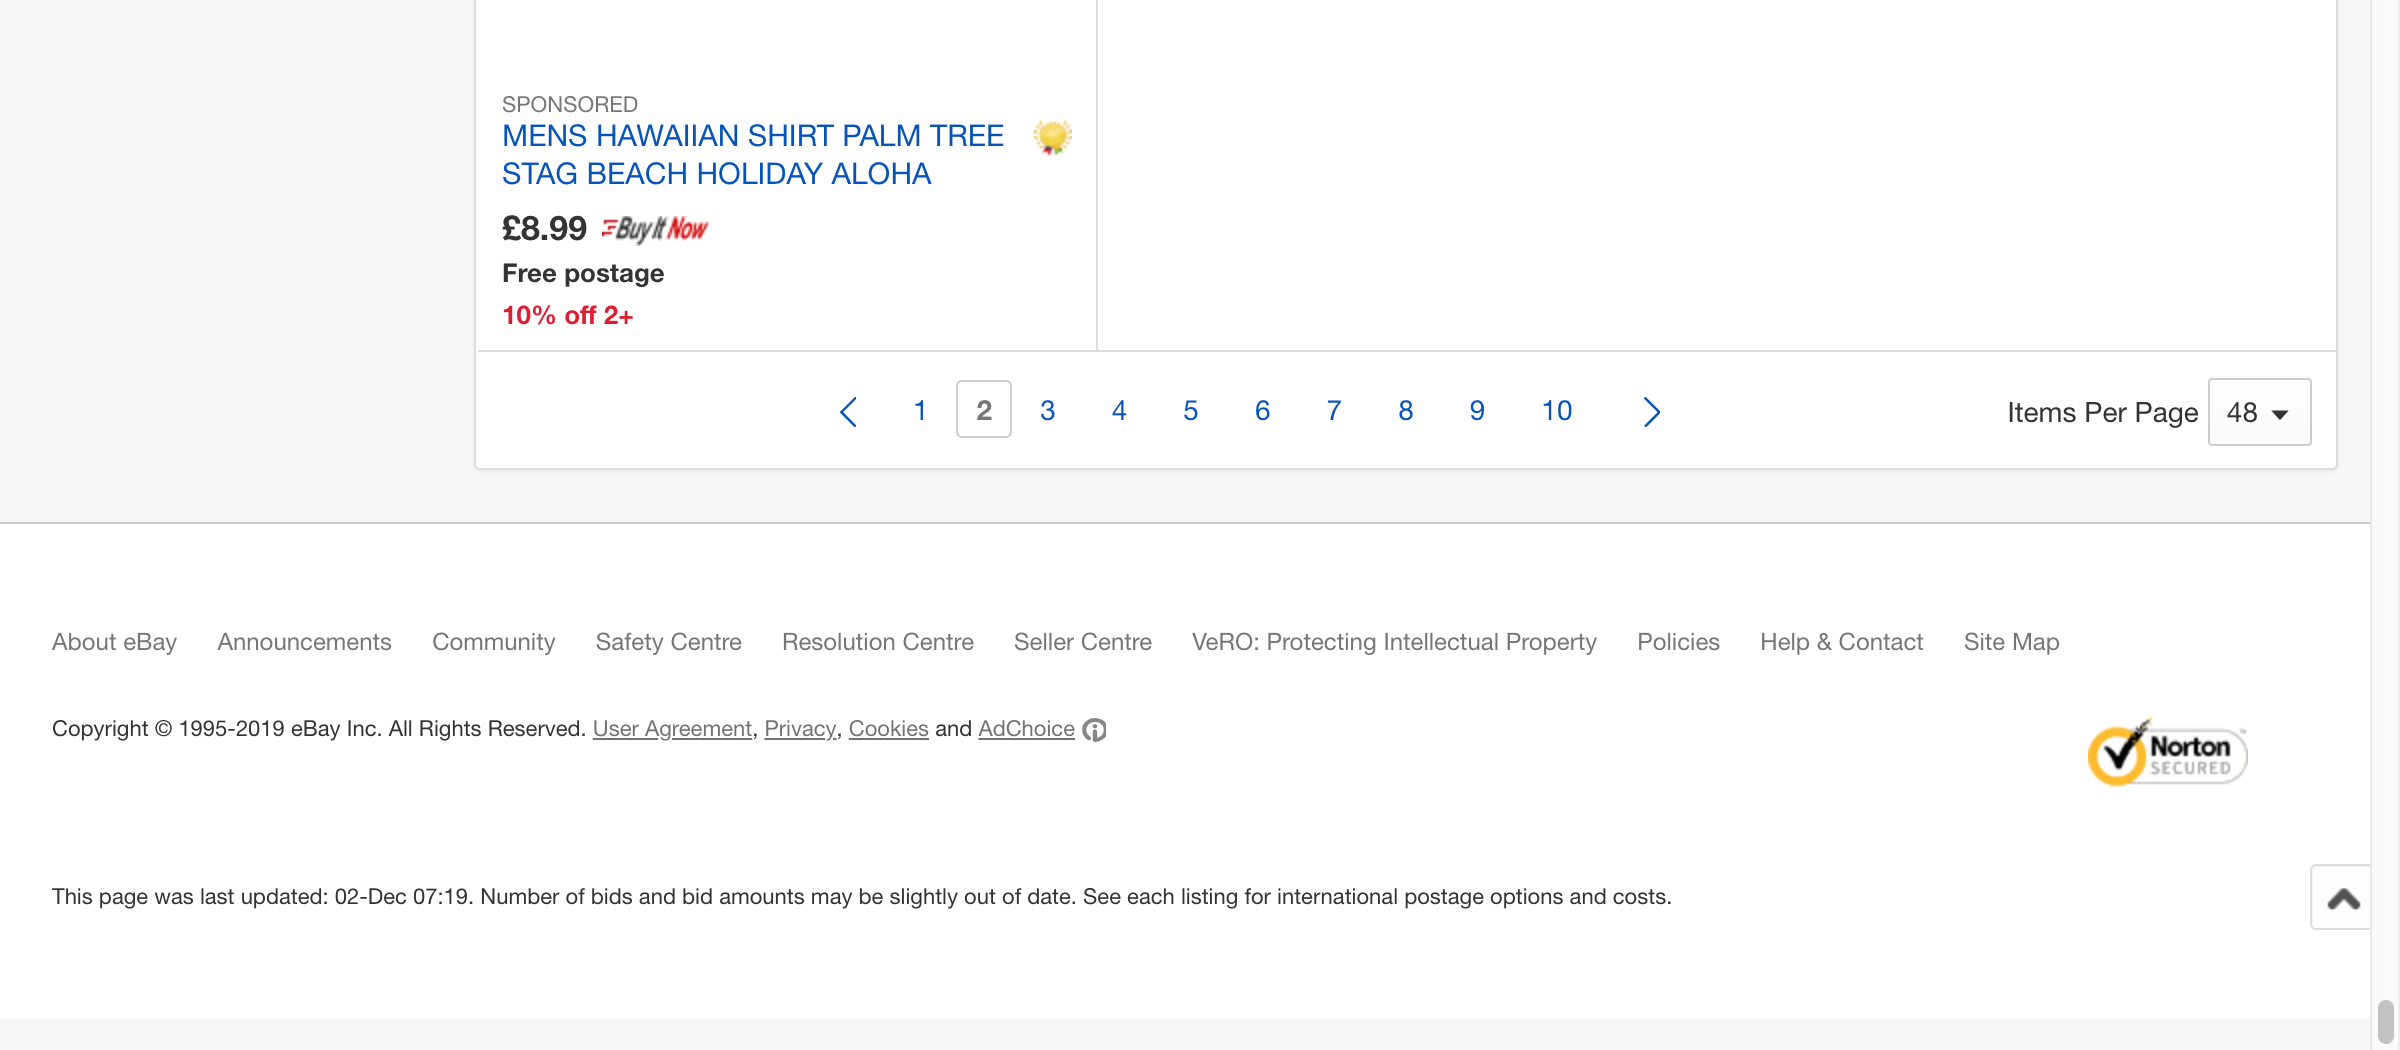 SPONSORED
MENS HAWAIIAN SHIRT PALM TREE
STAG BEACH HOLIDAY ALOHA
£8.99 Buy It Now
Free postage
10% off 2+
1 2 3 4 5 6 7 8 9 10 Items Per Page 48
About eBay Announcements Community Safety Centre Resolution Centre Seller Centre VeRO: Protecting Intellectual Property Policies Help & Contact Site Map
Copyright © 1995-2019 eBay Inc. All Rights Reserved. User Agreement, Privacy, Cookies and AdChoice
Norton
SECURED
This page was last updated: 02-Dec 07:19. Number of bids and bid amounts may be slightly out of date. See each listing for international postage options and costs.